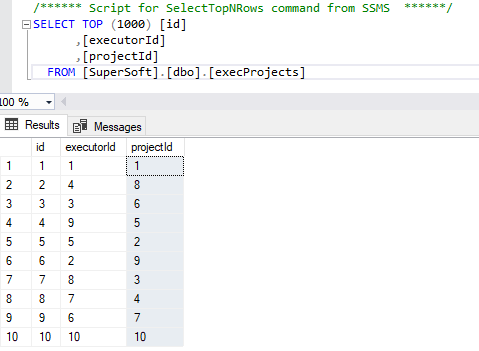 /****** Script for SelectTopNRows command from SSMS  ******/
SELECT TOP (1000) [id]
,[executorId]
,[projectId]
FROM [SuperSoft].[dbo].[execProjects]
100 %
Results Messages
id executorId projectId
1 1 1 1
2 2 4 8
3 3 3 6
4 4 9 5
5 5 5 2
6 6 2 9
7 7 8 3
8 8 7 4
9 9 6 7
10 10 10 10